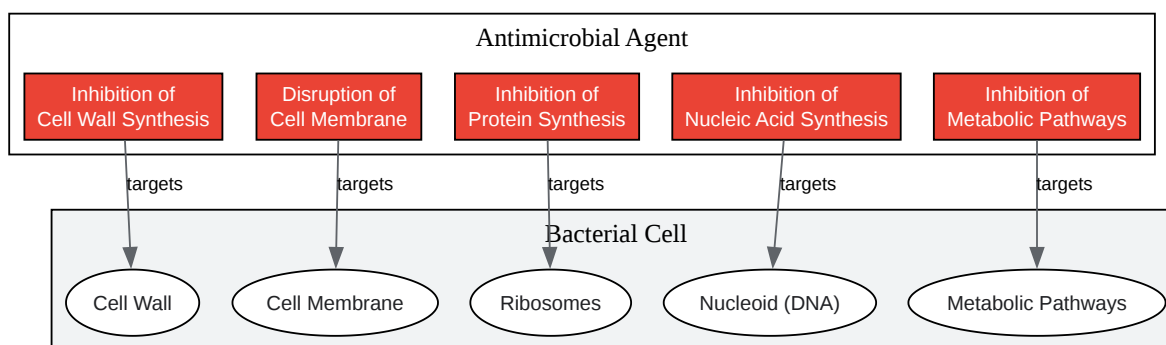 Antimicrobial Agent
Inhibition of
Cell Wall Synthesis
Disruption of
Cell Membrane
Inhibition of
Protein Synthesis
Inhibition of
Nucleic Acid Synthesis
Inhibition of
Metabolic Pathways
targets
targets
targets
targets
targets
Bacterial Cell
Cell Wall
Cell Membrane
Ribosomes
Nucleoid (DNA)
Metabolic Pathways